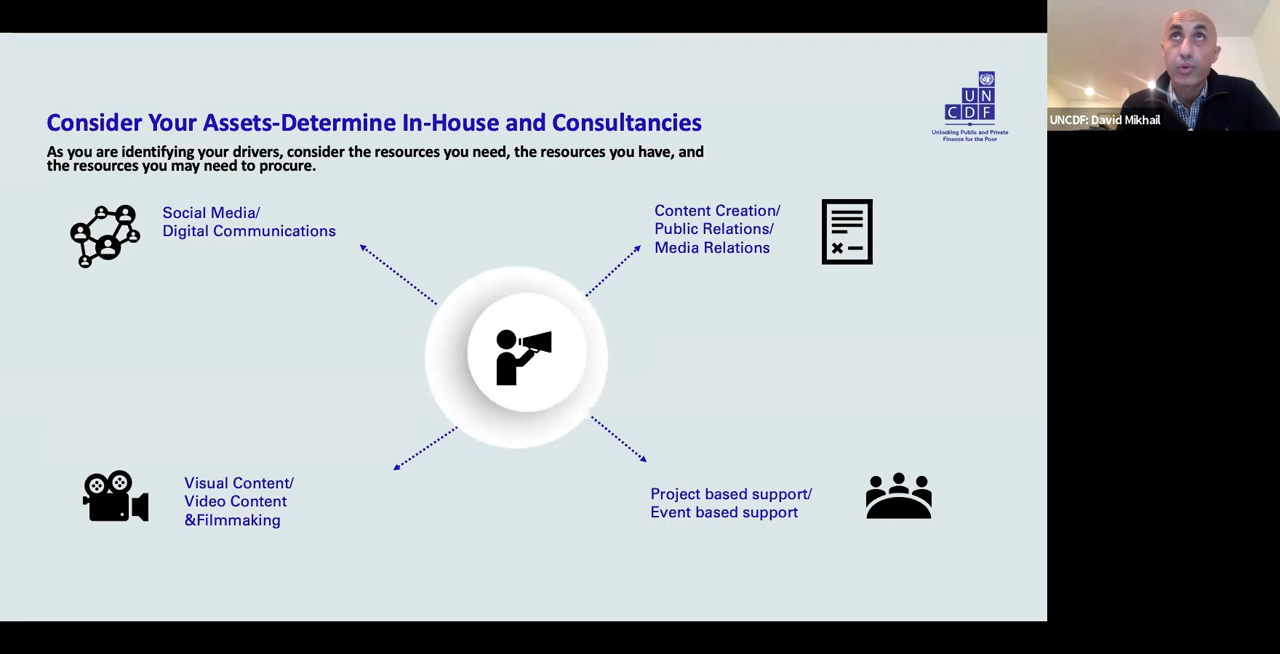 Consider Your Assets-Determine In-House and Consultancies
As you are identifying your drivers, consider the resources you need, the resources you have, and
the resources you may need to procure.
UN
CDF
Unlocking Public and Private
Finance for the Poor
UNCDF: David Mikhail
Social Media/
Digital Communications
Content Creation/
Public Relations/
Media Relations
Visual Content/
Video Content
&Filmmaking
Project based support/
Event based support